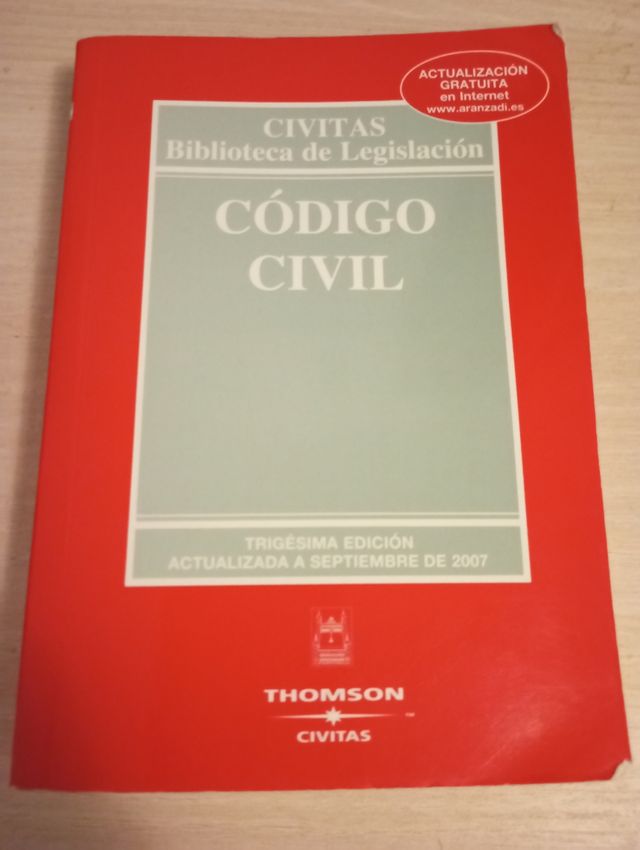 ACTUALIZACIÓN
GRATUITA
en Internet
www.aranzadi.es
CIVITAS
Biblioteca de Legislación
CÓDIGO
CIVIL
TRIGÉSIMA EDICIÓN
ACTUALIZADA A SEPTIEMBRE DE 2007
THOMSON
™
CIVITAS